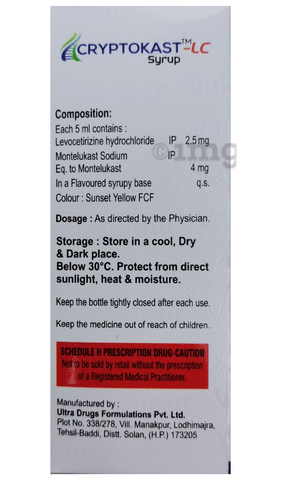 CRYPTOKAST™-LC
Syrup
Composition:
Each 5 ml contains :
Levocetirizine hydrochloride IP 2.5 mg
Montelukast Sodium IP
Eq. to Montelukast 4 mg
In a Flavoured syrupy base q.s.
Colour : Sunset Yellow FCF
Dosage : As directed by the Physician.
Storage : Store in a cool, Dry
& Dark place.
Below 30°C. Protect from direct
sunlight, heat & moisture.
Keep the bottle tightly closed after each use.
Keep the medicine out of reach of children.
SCHEDULE H PRESCRIPTION DRUG-CAUTION
Not to be sold by retail without the prescription
of a Registered Medical Practitioner.
Manufactured by :
Ultra Drugs Formulations Pvt. Ltd.
Plot No. 338/278, Vill. Manakpur, Lodhimajra,
Tehsil-Baddi, Distt. Solan, (H.P.) 173205